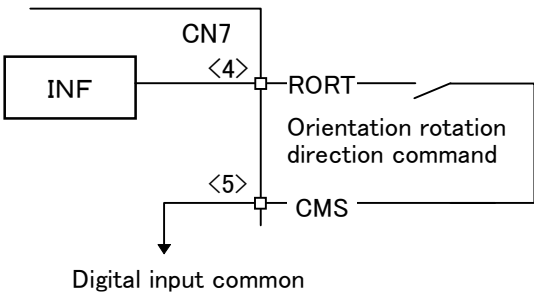 CN7
<4>
INF
RORT
Orientation rotation
direction command
<5>
CMS
Digital input common